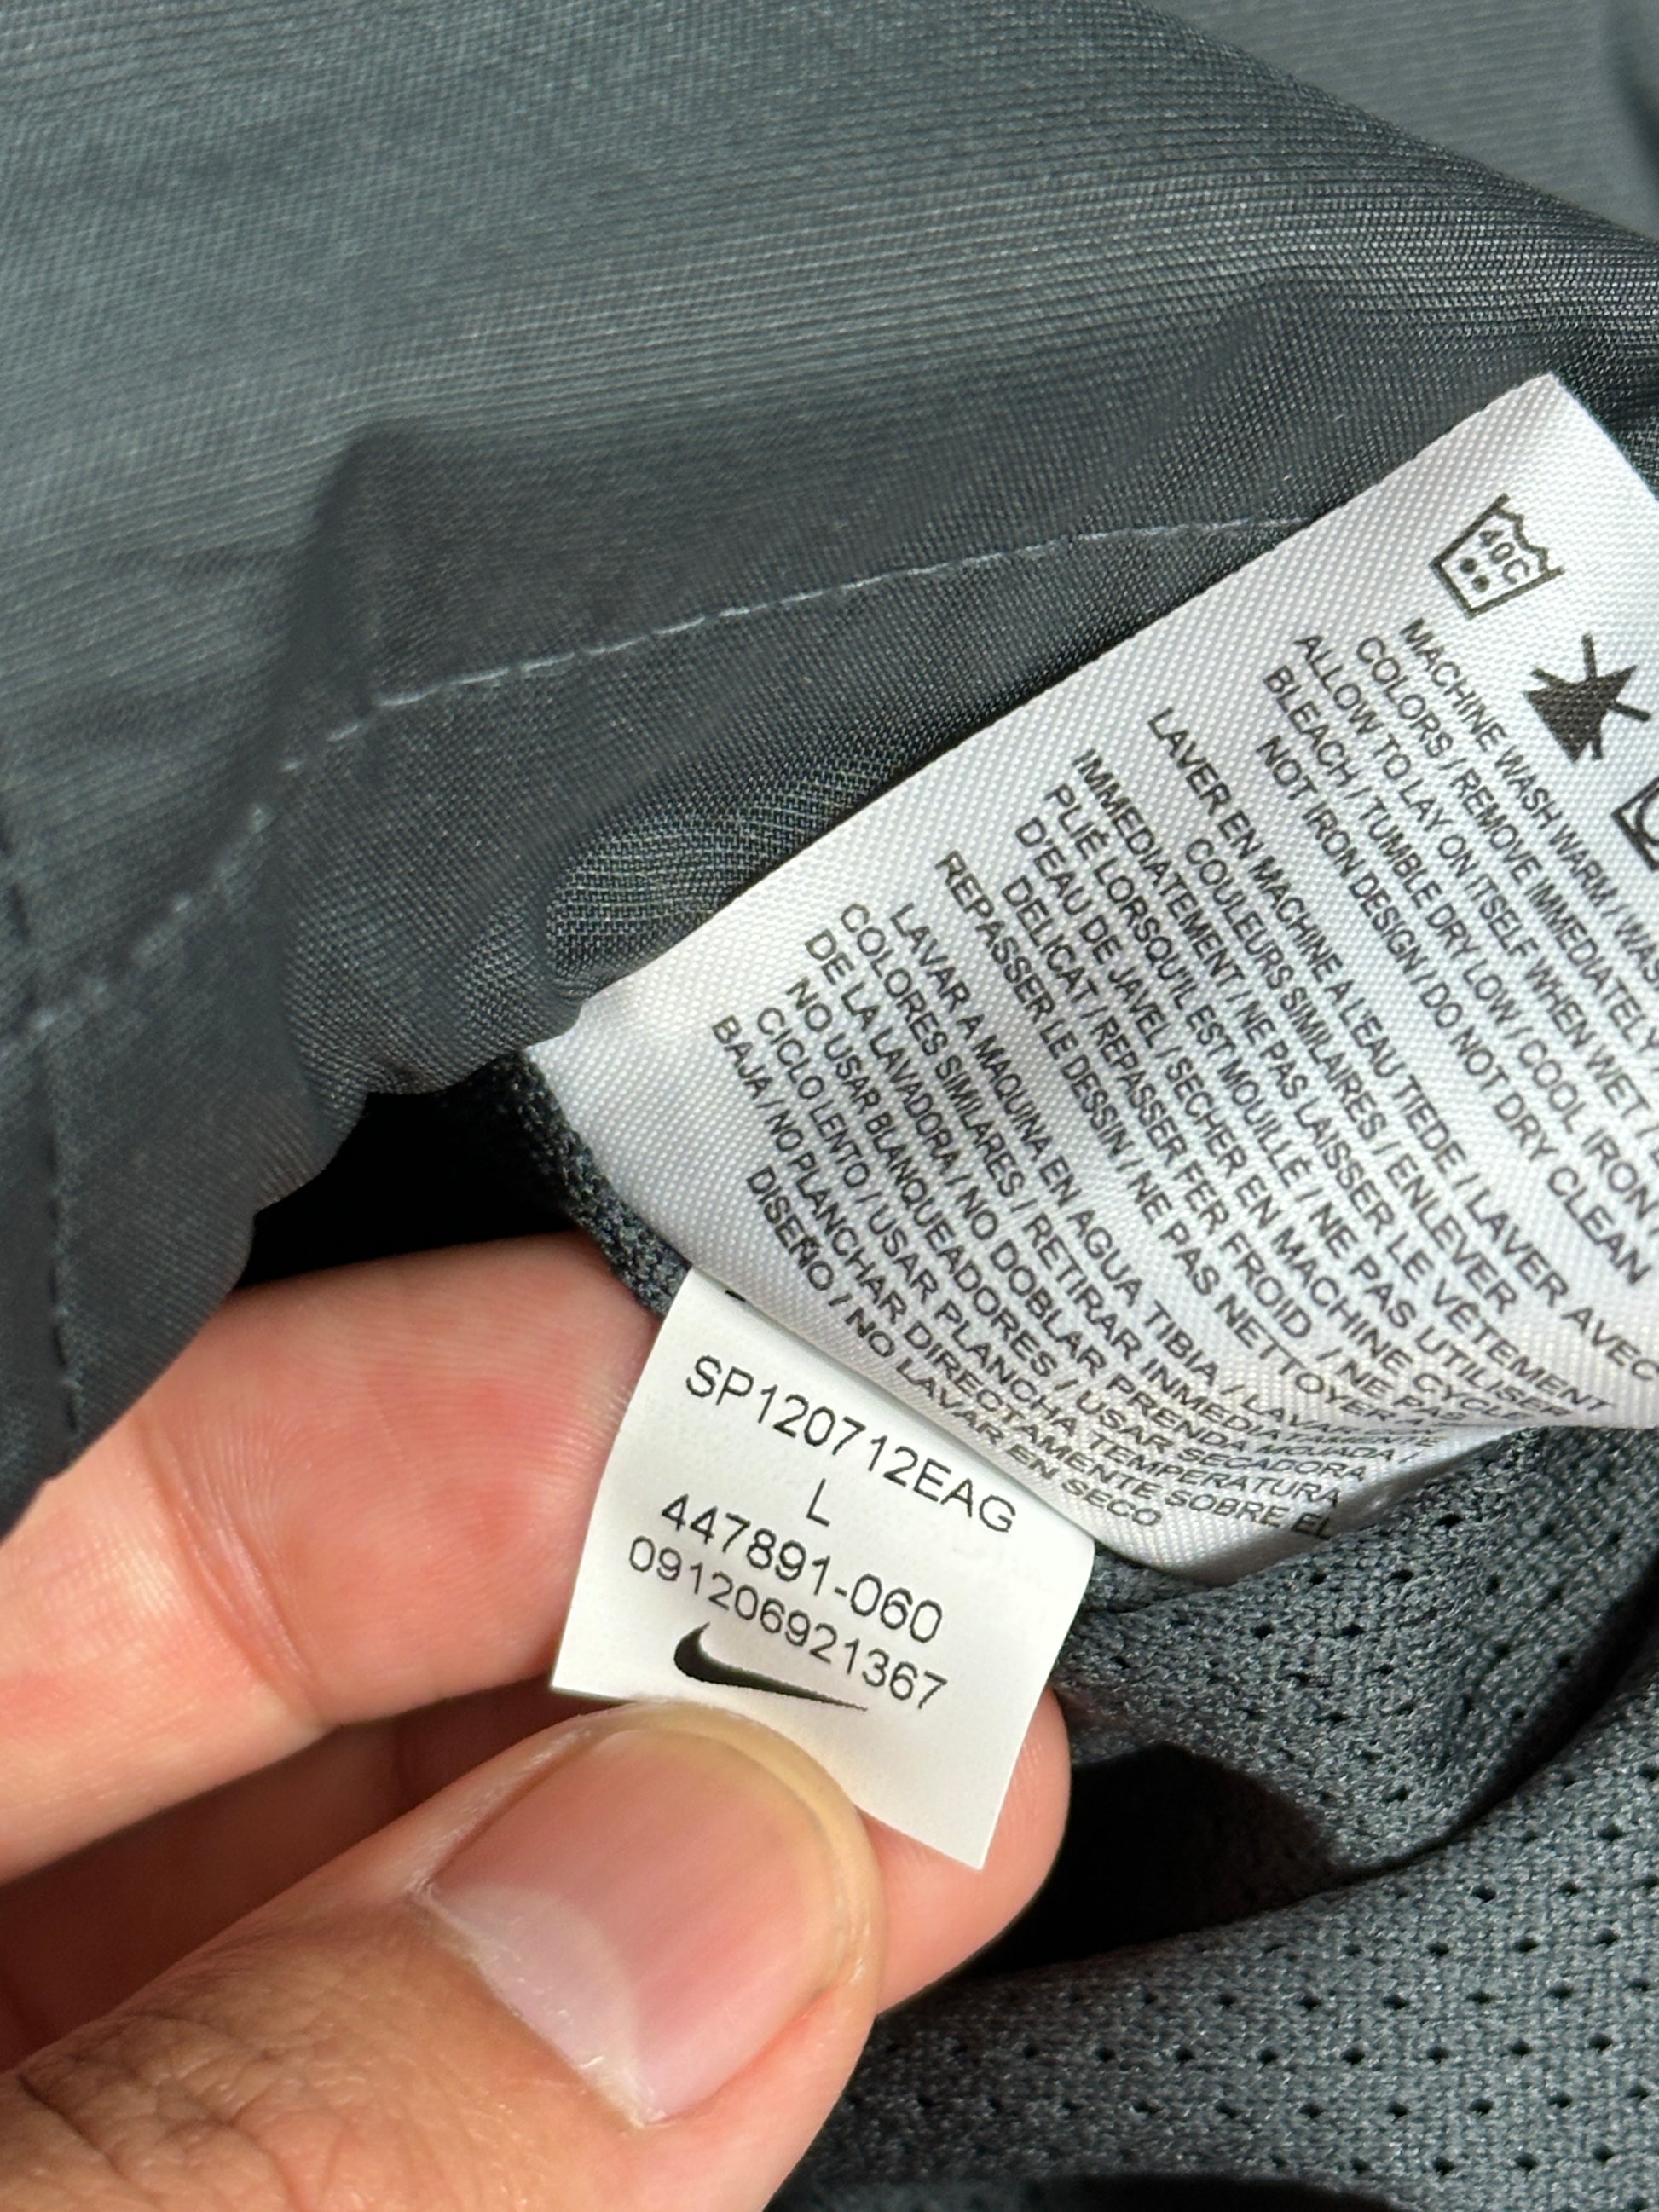 40C
MACHINE WASH WARM / WAS
COLORS / REMOVE IMMEDIATELY
ALLOW TO LAY ON ITSELF WHEN WET /
BLEACH / TUMBLE DRY LOW / COOL IRON /
NOT IRON DESIGN / DO NOT DRY CLEAN
LAVER EN MACHINE A L'EAU TIEDE / LAVER AVEC
COULEURS SIMILAIRES / ENLEVER
IMMEDIATEMENT / NE PAS LAISSER LE VÊTEMENT
PLIÉ LORSQU'IL EST MOUILLÉ / NE PAS UTILISER
D'EAU DE JAVEL / SECHER EN MACHINE CYCLE
DELICAT / REPASSER FER FROID / NE PAS
REPASSER LE DESSIN / NE PAS NETTOYER A
LAVAR A MAQUINA EN AGUA TIBIA /
COLORES SIMILARES / RETIRAR INMEDIA
DE LA LAVADORA / NO DOBLAR PRENDA MOJADA
NO USAR BLANQUEADORES / USAR SECADORA
CICLO LENTO / USAR PLANCHA TEMPERATURA
BAJA / NO PLANCHAR DIRECTAMENTE SOBRE EL
DISEÑO / NO LAVAR EN SECO
SP120712EAG
L
447891-060
091206921367